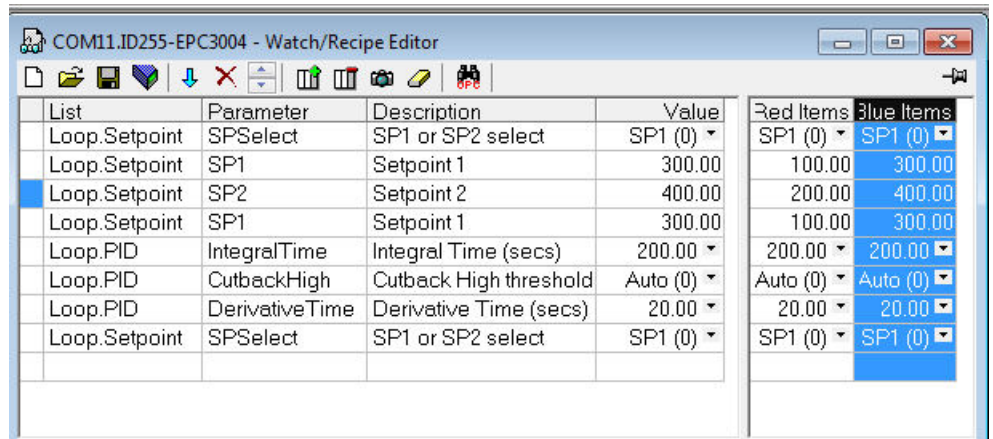 COM11.ID255-EPC3004 - Watch/Recipe Editor
OPC
List Parameter Description Value Red Items Blue Items
Loop.Setpoint SPSelect SP1 or SP2 select SP1 (0) SP1 (0) SP1 (0)
Loop.Setpoint SP1 Setpoint 1 300.00 100.00 300.00
Loop.Setpoint SP2 Setpoint 2 400.00 200.00 400.00
Loop.Setpoint SP1 Setpoint 1 300.00 100.00 300.00
Loop.PID IntegralTime Integral Time (secs) 200.00 200.00 200.00
Loop.PID CutbackHigh Cutback High threshold Auto (0) Auto (0) Auto (0)
Loop.PID DerivativeTime Derivative Time (secs) 20.00 20.00 20.00
Loop.Setpoint SPSelect SP1 or SP2 select SP1 (0) SP1 (0) SP1 (0)